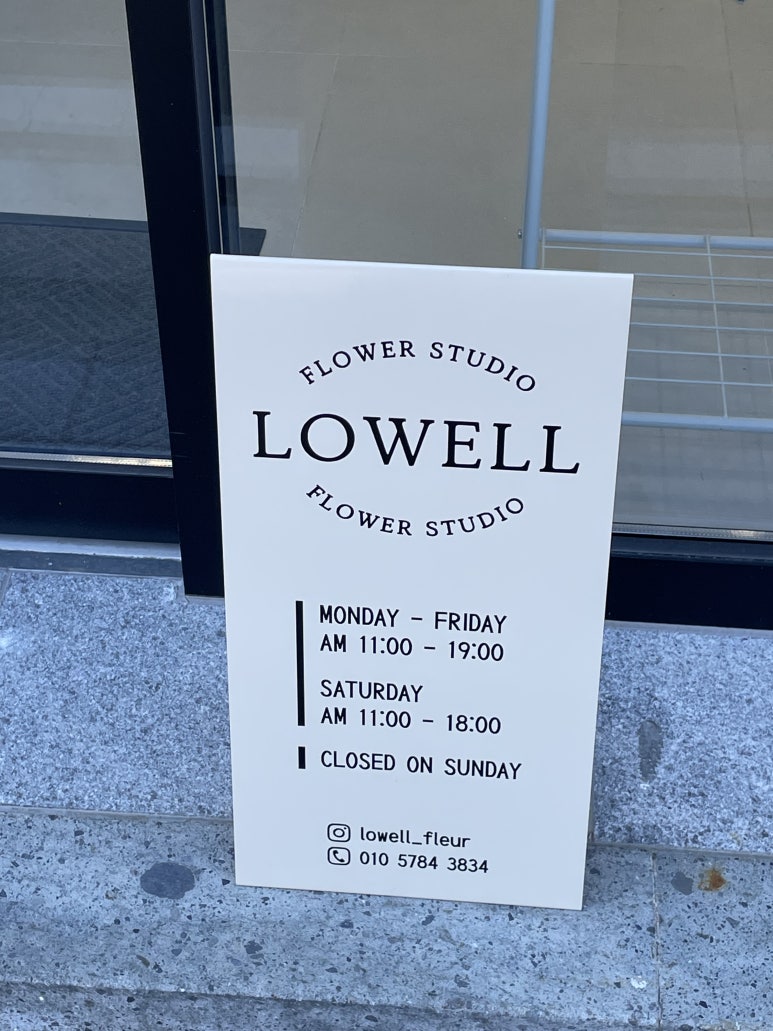 FLOWER STUDIO
LOWELL
FLOWER STUDIO
MONDAY - FRIDAY
AM 11:00 - 19:00
SATURDAY
AM 11:00 - 18:00
CLOSED ON SUNDAY
lowell_fleur
010 5784 3834